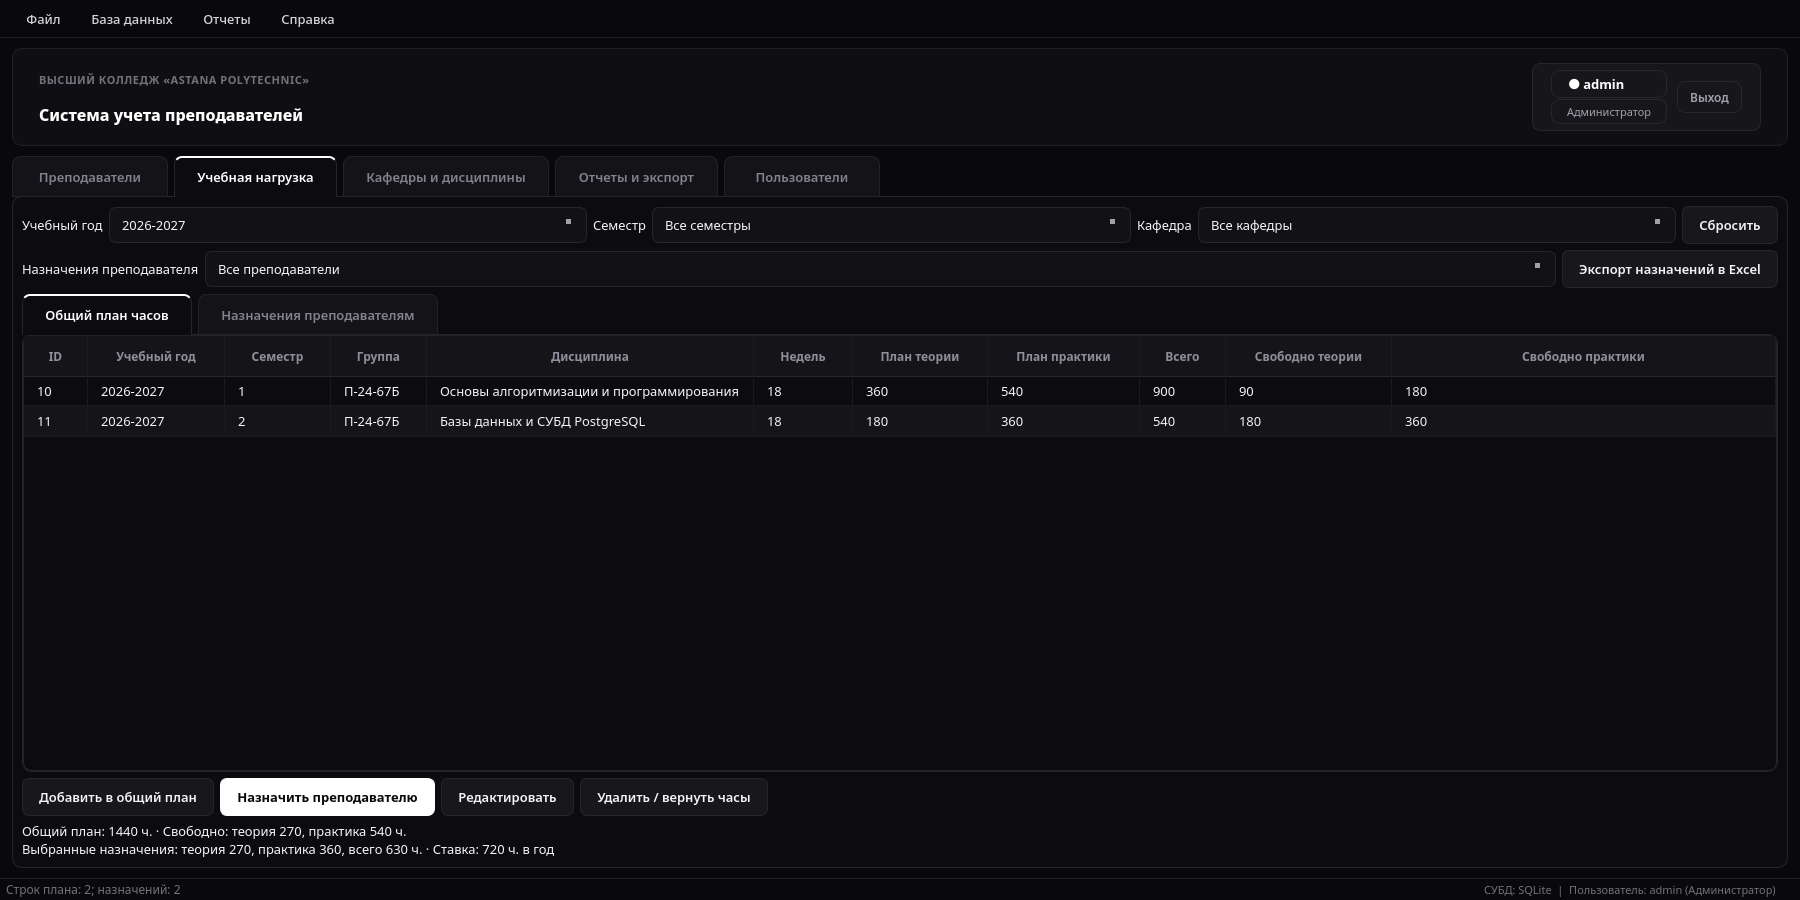 Файл База данных Отчеты Справка
ВЫСШИЙ КОЛЛЕДЖ «ASTANA POLYTECHNIC»
Система учета преподавателей
admin
Администратор
Выход
Преподаватели Учебная нагрузка Кафедры и дисциплины Отчеты и экспорт Пользователи
Учебный год 2026-2027 Семестр Все семестры Кафедра Все кафедры Сбросить
Назначения преподавателя Все преподаватели Экспорт назначений в Excel
Общий план часов Назначения преподавателям
ID Учебный год Семестр Группа Дисциплина Недель План теории План практики Всего Свободно теории Свободно практики
10 2026-2027 1 П-24-67Б Основы алгоритмизации и программирования 18 360 540 900 90 180
11 2026-2027 2 П-24-67Б Базы данных и СУБД PostgreSQL 18 180 360 540 180 360
Добавить в общий план Назначить преподавателю Редактировать Удалить / вернуть часы
Общий план: 1440 ч. · Свободно: теория 270, практика 540 ч.
Выбранные назначения: теория 270, практика 360, всего 630 ч. · Ставка: 720 ч. в год
Строк плана: 2; назначений: 2 СУБД: SQLite | Пользователь: admin (Администратор)